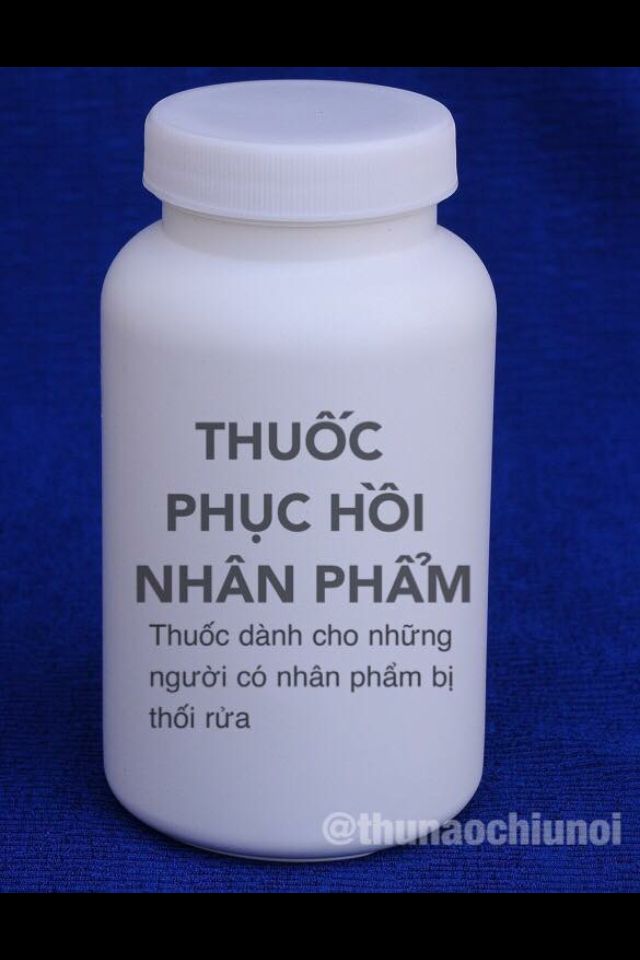 THUỐC
PHỤC HỒI
NHÂN PHẨM
Thuốc dành cho những
người có nhân phẩm bị
thối rửa
@thunaochiunoi